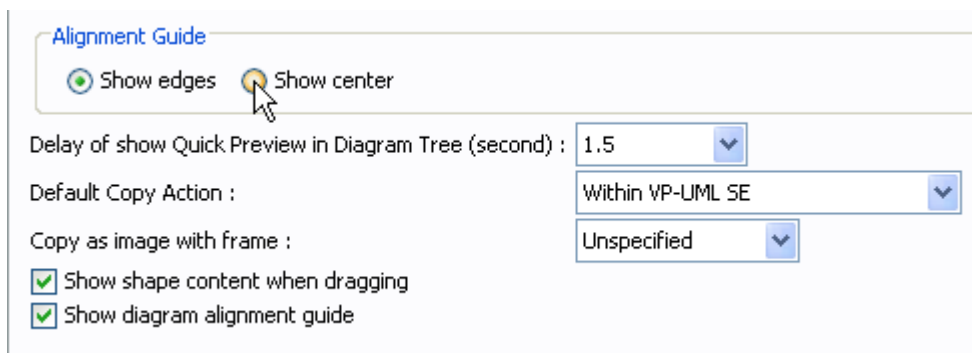 Alignment Guide
Show edges Show center
Delay of show Quick Preview in Diagram Tree (second) : 1.5
Default Copy Action : Within VP-UML SE
Copy as image with frame : Unspecified
Show shape content when dragging
Show diagram alignment guide